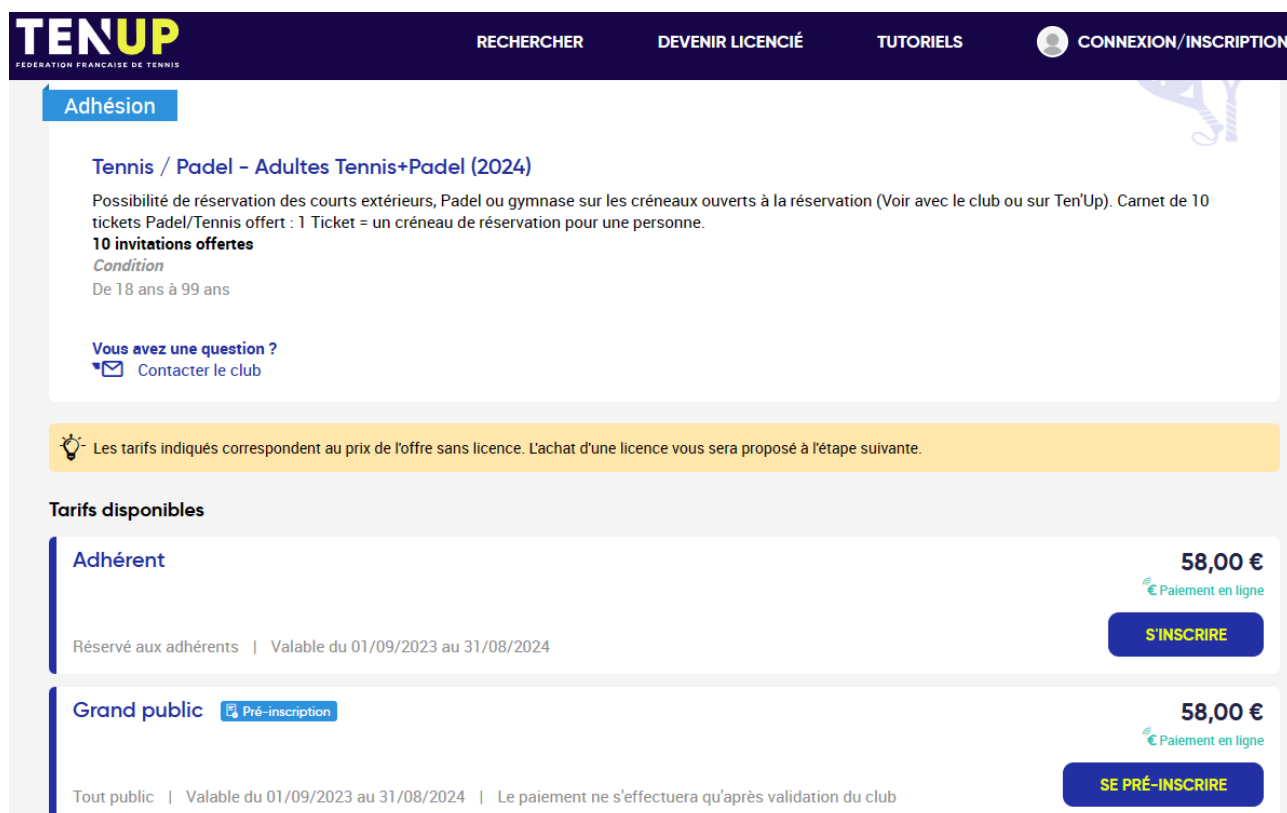 TENUP
FÉDÉRATION FRANÇAISE DE TENNIS
RECHERCHER
DEVENIR LICENCIÉ
TUTORIELS
CONNEXION/INSCRIPTION
Adhésion
Tennis / Padel - Adultes Tennis+Padel (2024)
Possibilité de réservation des courts extérieurs, Padel ou gymnase sur les créneaux ouverts à la réservation (Voir avec le club ou sur Ten'Up). Carnet de 10
tickets Padel/Tennis offert : 1 Ticket = un créneau de réservation pour une personne.
10 invitations offertes
Condition
De 18 ans à 99 ans
Vous avez une question ?
Contacter le club
Les tarifs indiqués correspondent au prix de l'offre sans licence. L'achat d'une licence vous sera proposé à l'étape suivante.
Tarifs disponibles
Adhérent
58,00 €
€ Paiement en ligne
S'INSCRIRE
Réservé aux adhérents | Valable du 01/09/2023 au 31/08/2024
Grand public
Pré-inscription
58,00 €
€ Paiement en ligne
SE PRÉ-INSCRIRE
Tout public | Valable du 01/09/2023 au 31/08/2024 | Le paiement ne s'effectuera qu'après validation du club